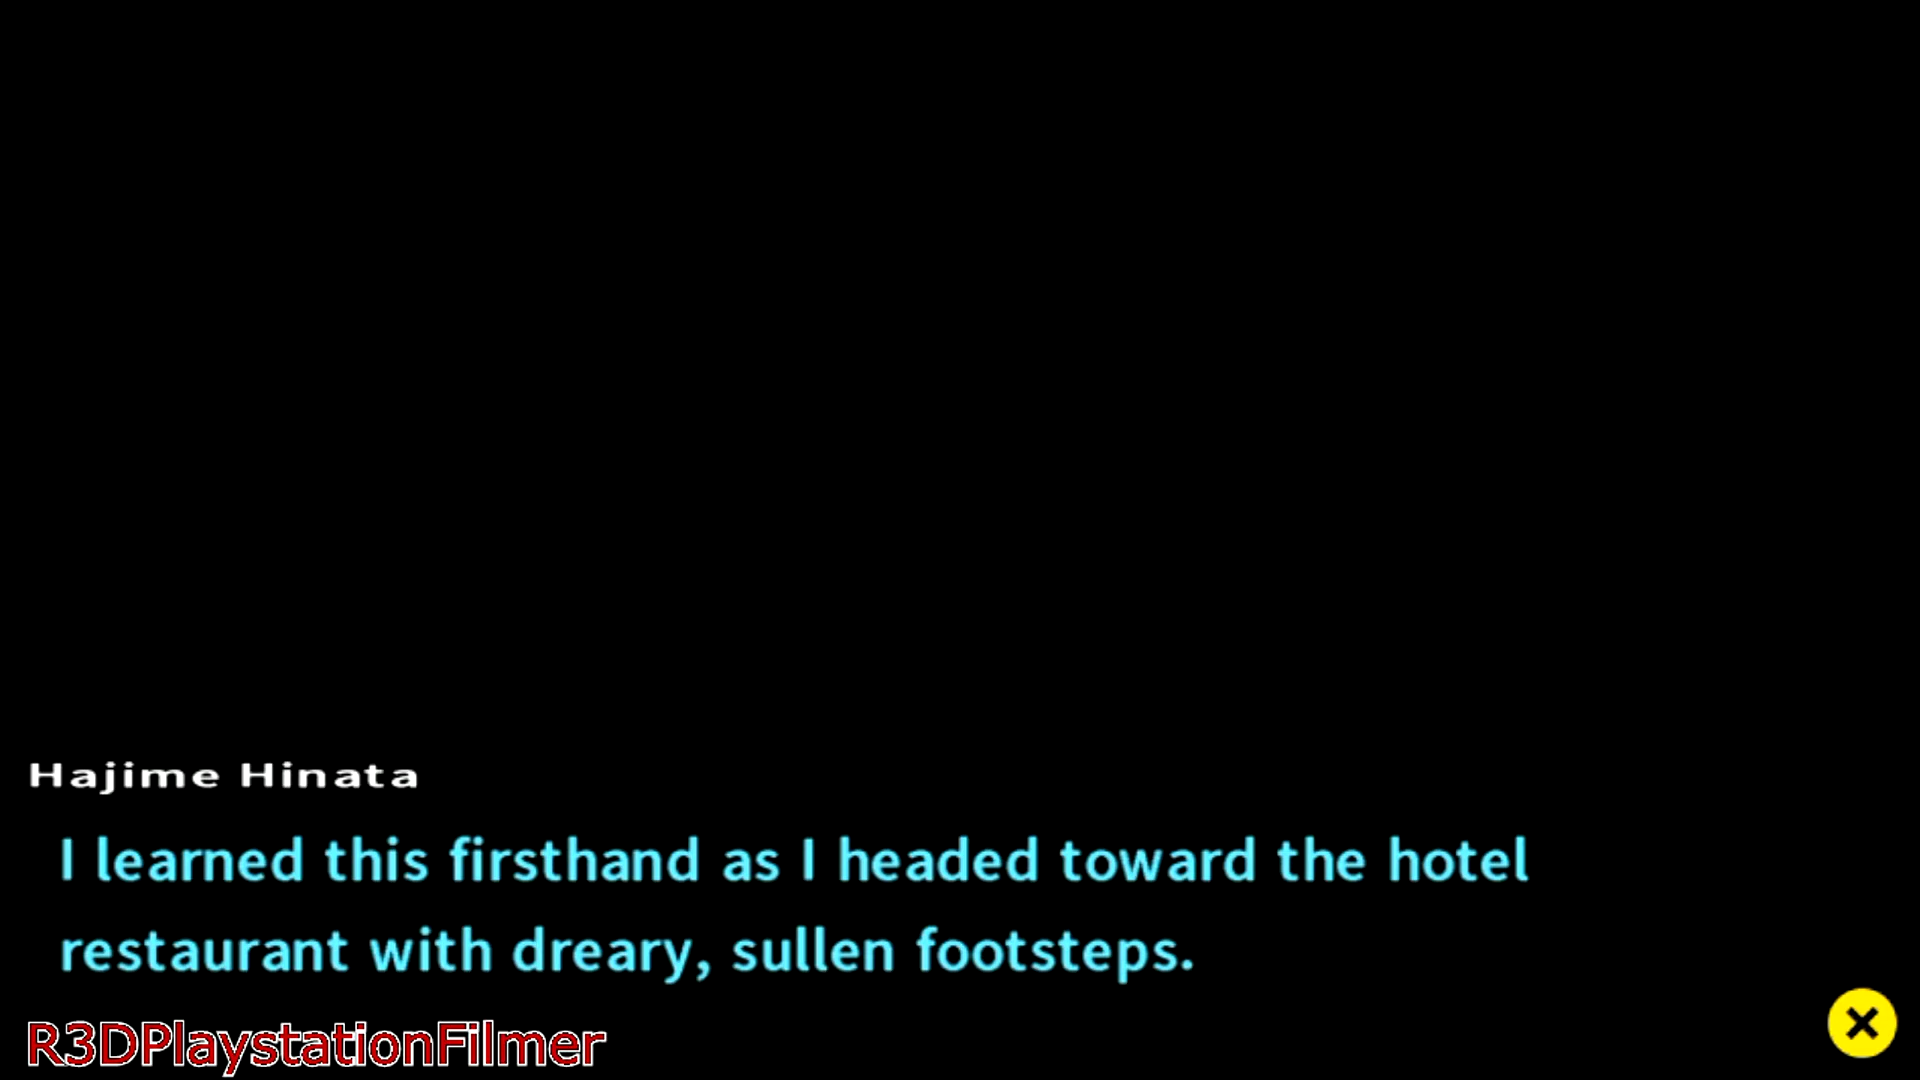 Hajime Hinata
I learned this firsthand as I headed toward the hotel
restaurant with dreary, sullen footsteps.
R3DPlaystationFilmer